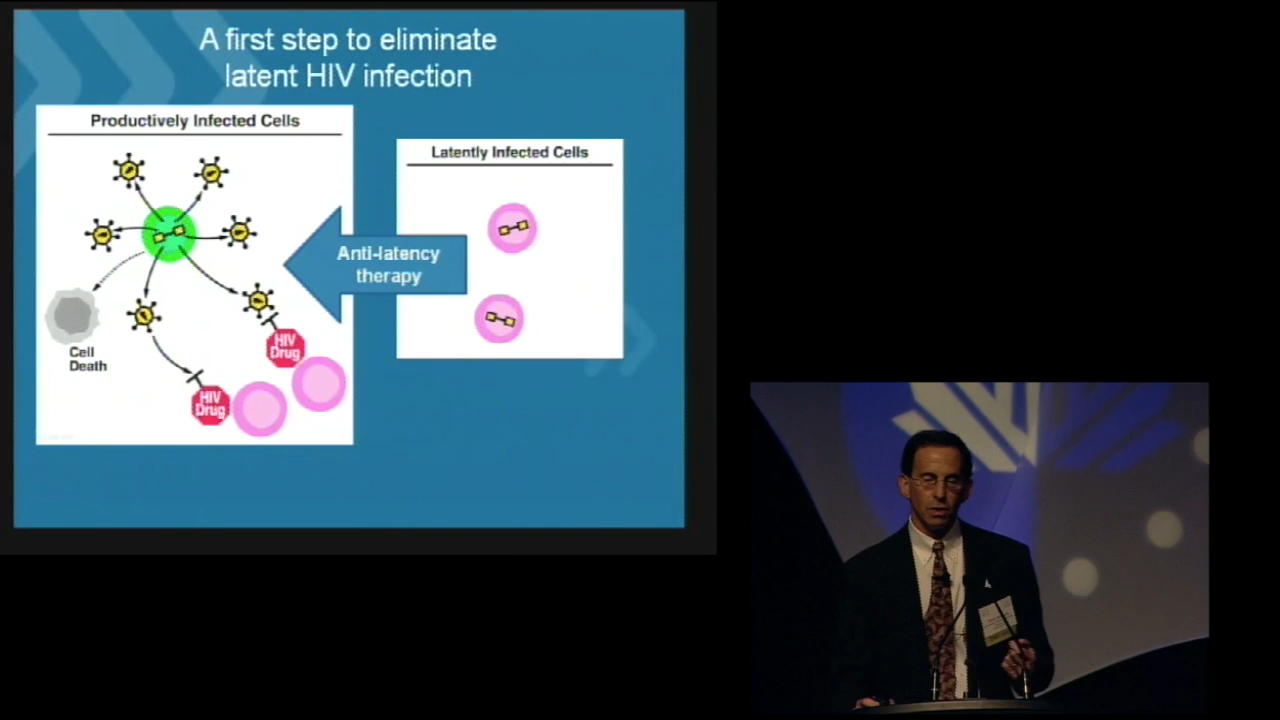 A first step to eliminate
latent HIV infection
Productively Infected Cells
Latently Infected Cells
Anti-latency
therapy
Cell
Death
HIV
Drug
HIV
Drug